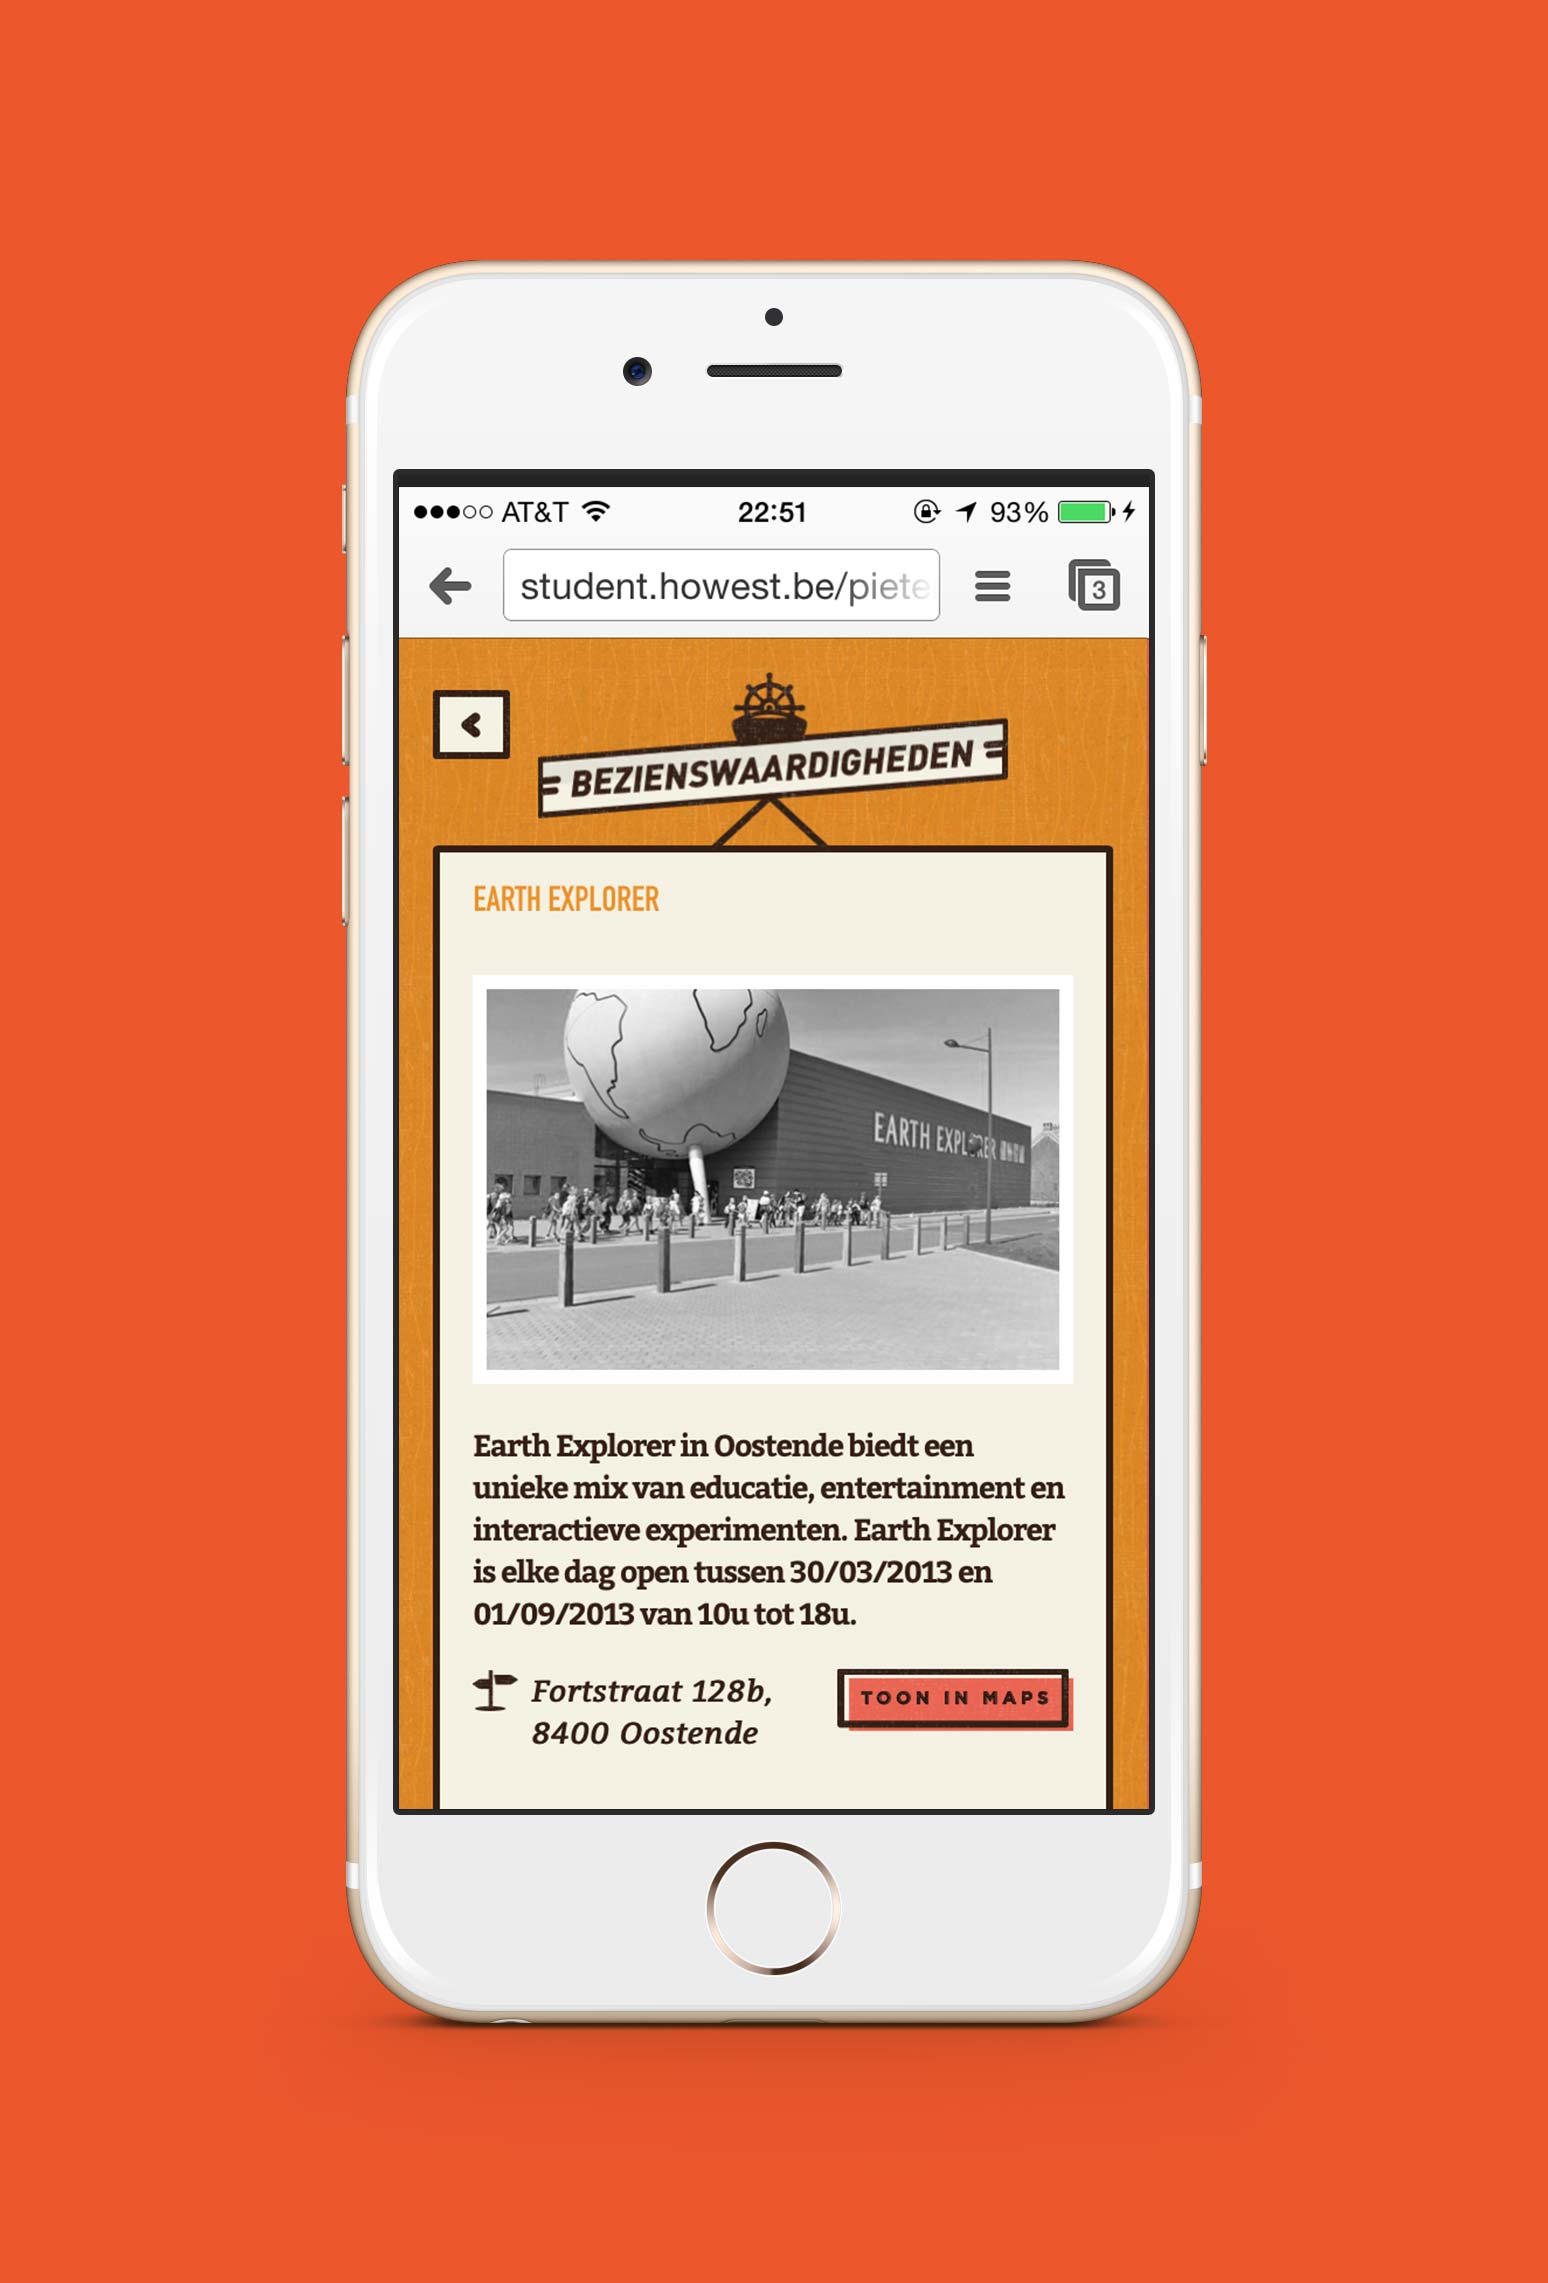 AT&T 22:51 93%
student.howest.be/piete
3
BEZIENSWAARDIGHEDEN
EARTH EXPLORER
EARTH EXPLORER
Earth Explorer in Oostende biedt een
unieke mix van educatie, entertainment en
interactieve experimenten. Earth Explorer
is elke dag open tussen 30/03/2013 en
01/09/2013 van 10u tot 18u.
Fortstraat 128b,
8400 Oostende
TOON IN MAPS